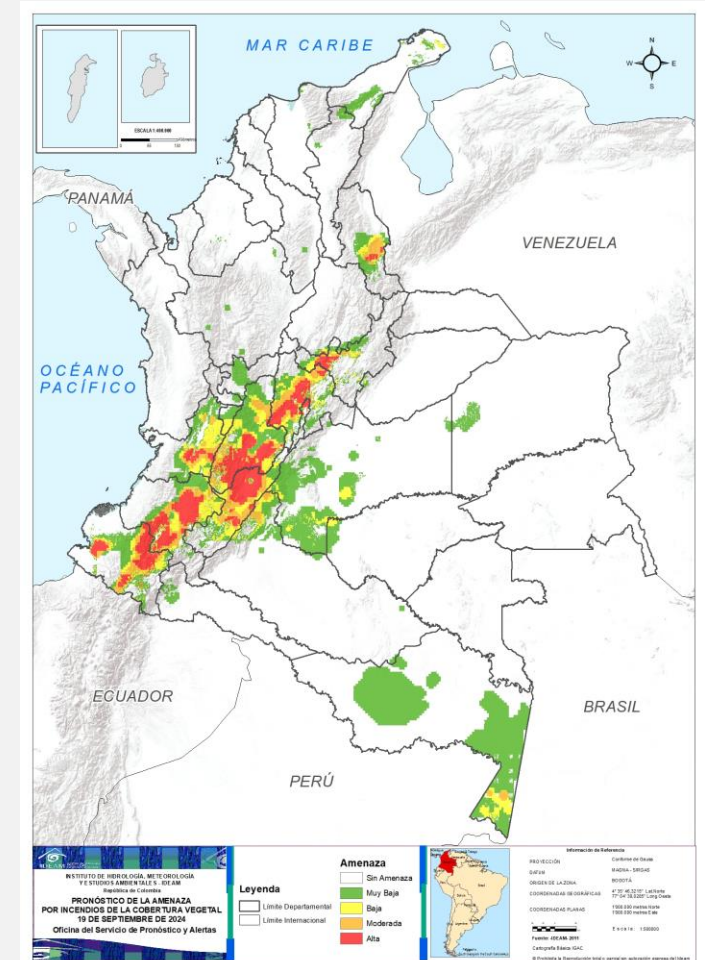 MAR CARIBE
N
W
E
S
ESCALA 1:400.000
PANAMÁ
VENEZUELA
OCÉANO
PACÍFICO
ECUADOR
BRASIL
PERÚ
INSTITUTO DE HIDROLOGÍA, METEOROLOGÍA
Y ESTUDIOS AMBIENTALES - IDEAM
República de Colombia
PRONÓSTICO DE LA AMENAZA
POR INCENDIOS DE LA COBERTURA VEGETAL
19 DE SEPTIEMBRE DE 2024
Oficina del Servicio de Pronóstico y Alertas
Leyenda
Límite Departamental
Límite Internacional
Amenaza
Sin Amenaza
Muy Baja
Baja
Moderada
Alta
Información de Referencia
PROYECCIÓN Conforme de Gauss
DATUM MAGNA - SIRGAS
ORIGEN DE LA ZONA BOGOTÁ
COORDENADAS GEOGRÁFICAS
COORDENADAS PLANAS
Fuente: IDEAM. 2019
Cartografía Básica: IGAC